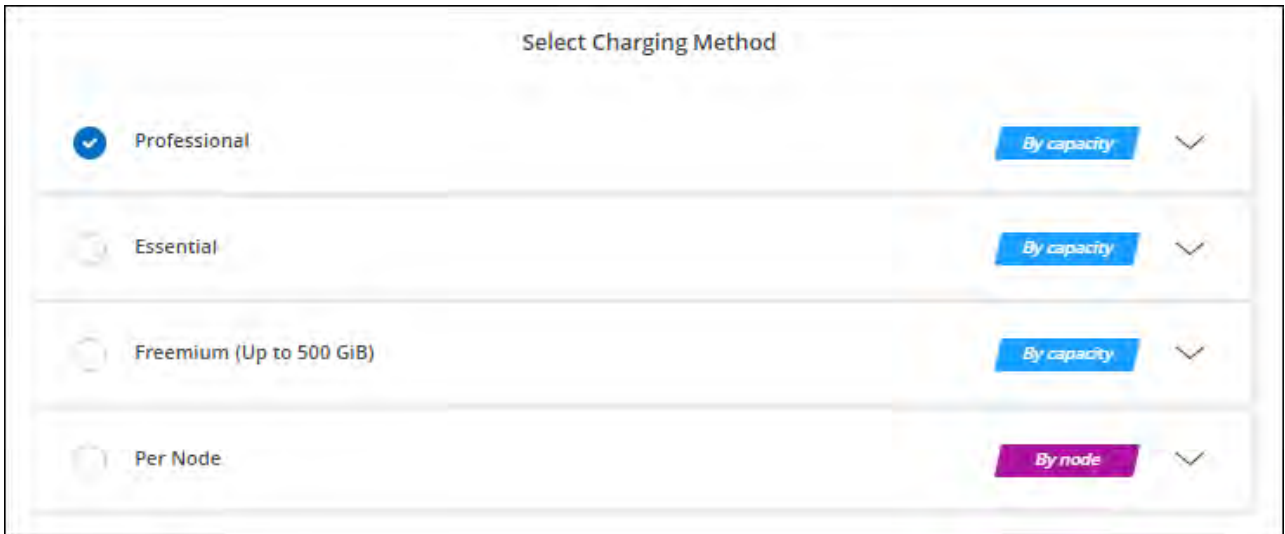 Select Charging Method
Professional By capacity
Essential By capacity
Freemium (Up to 500 GiB) By capacity
Per Node By node